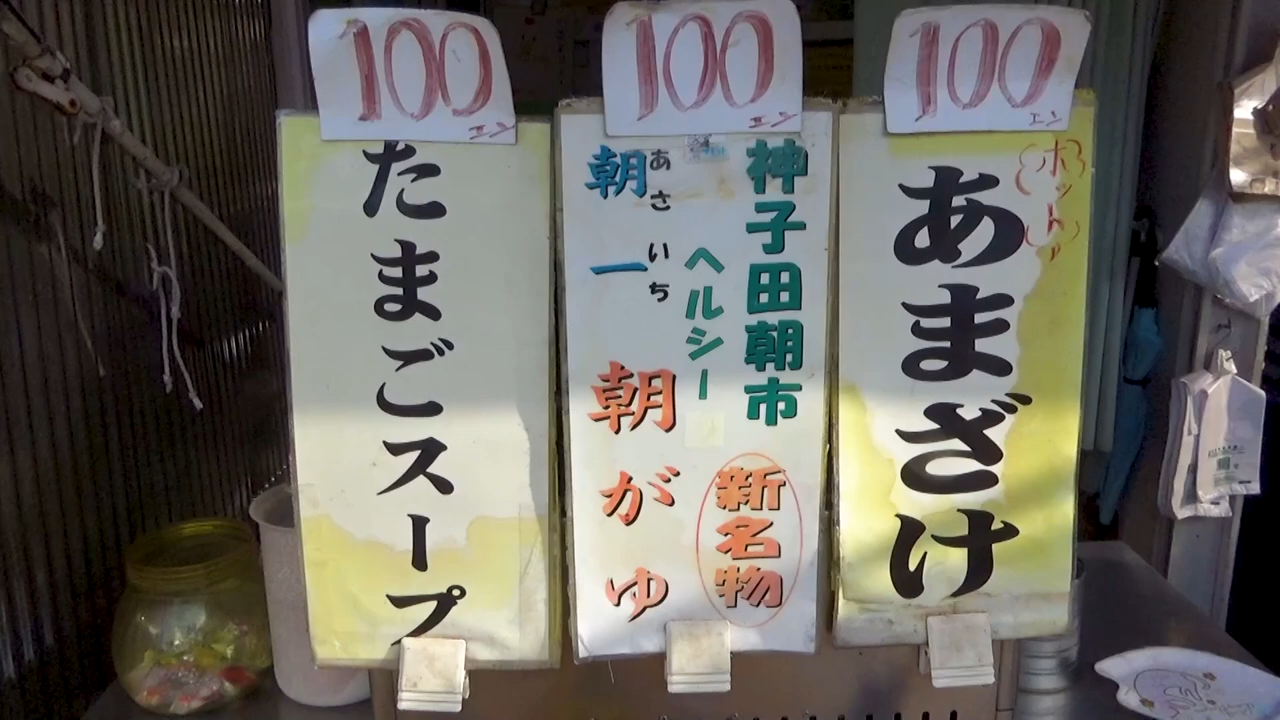 100
エン
たまごスープ
100
エン
神子田朝市
新名物
ヘルシー
あさ いち
朝一 朝がゆ
100
エン
ホット
あまざけ